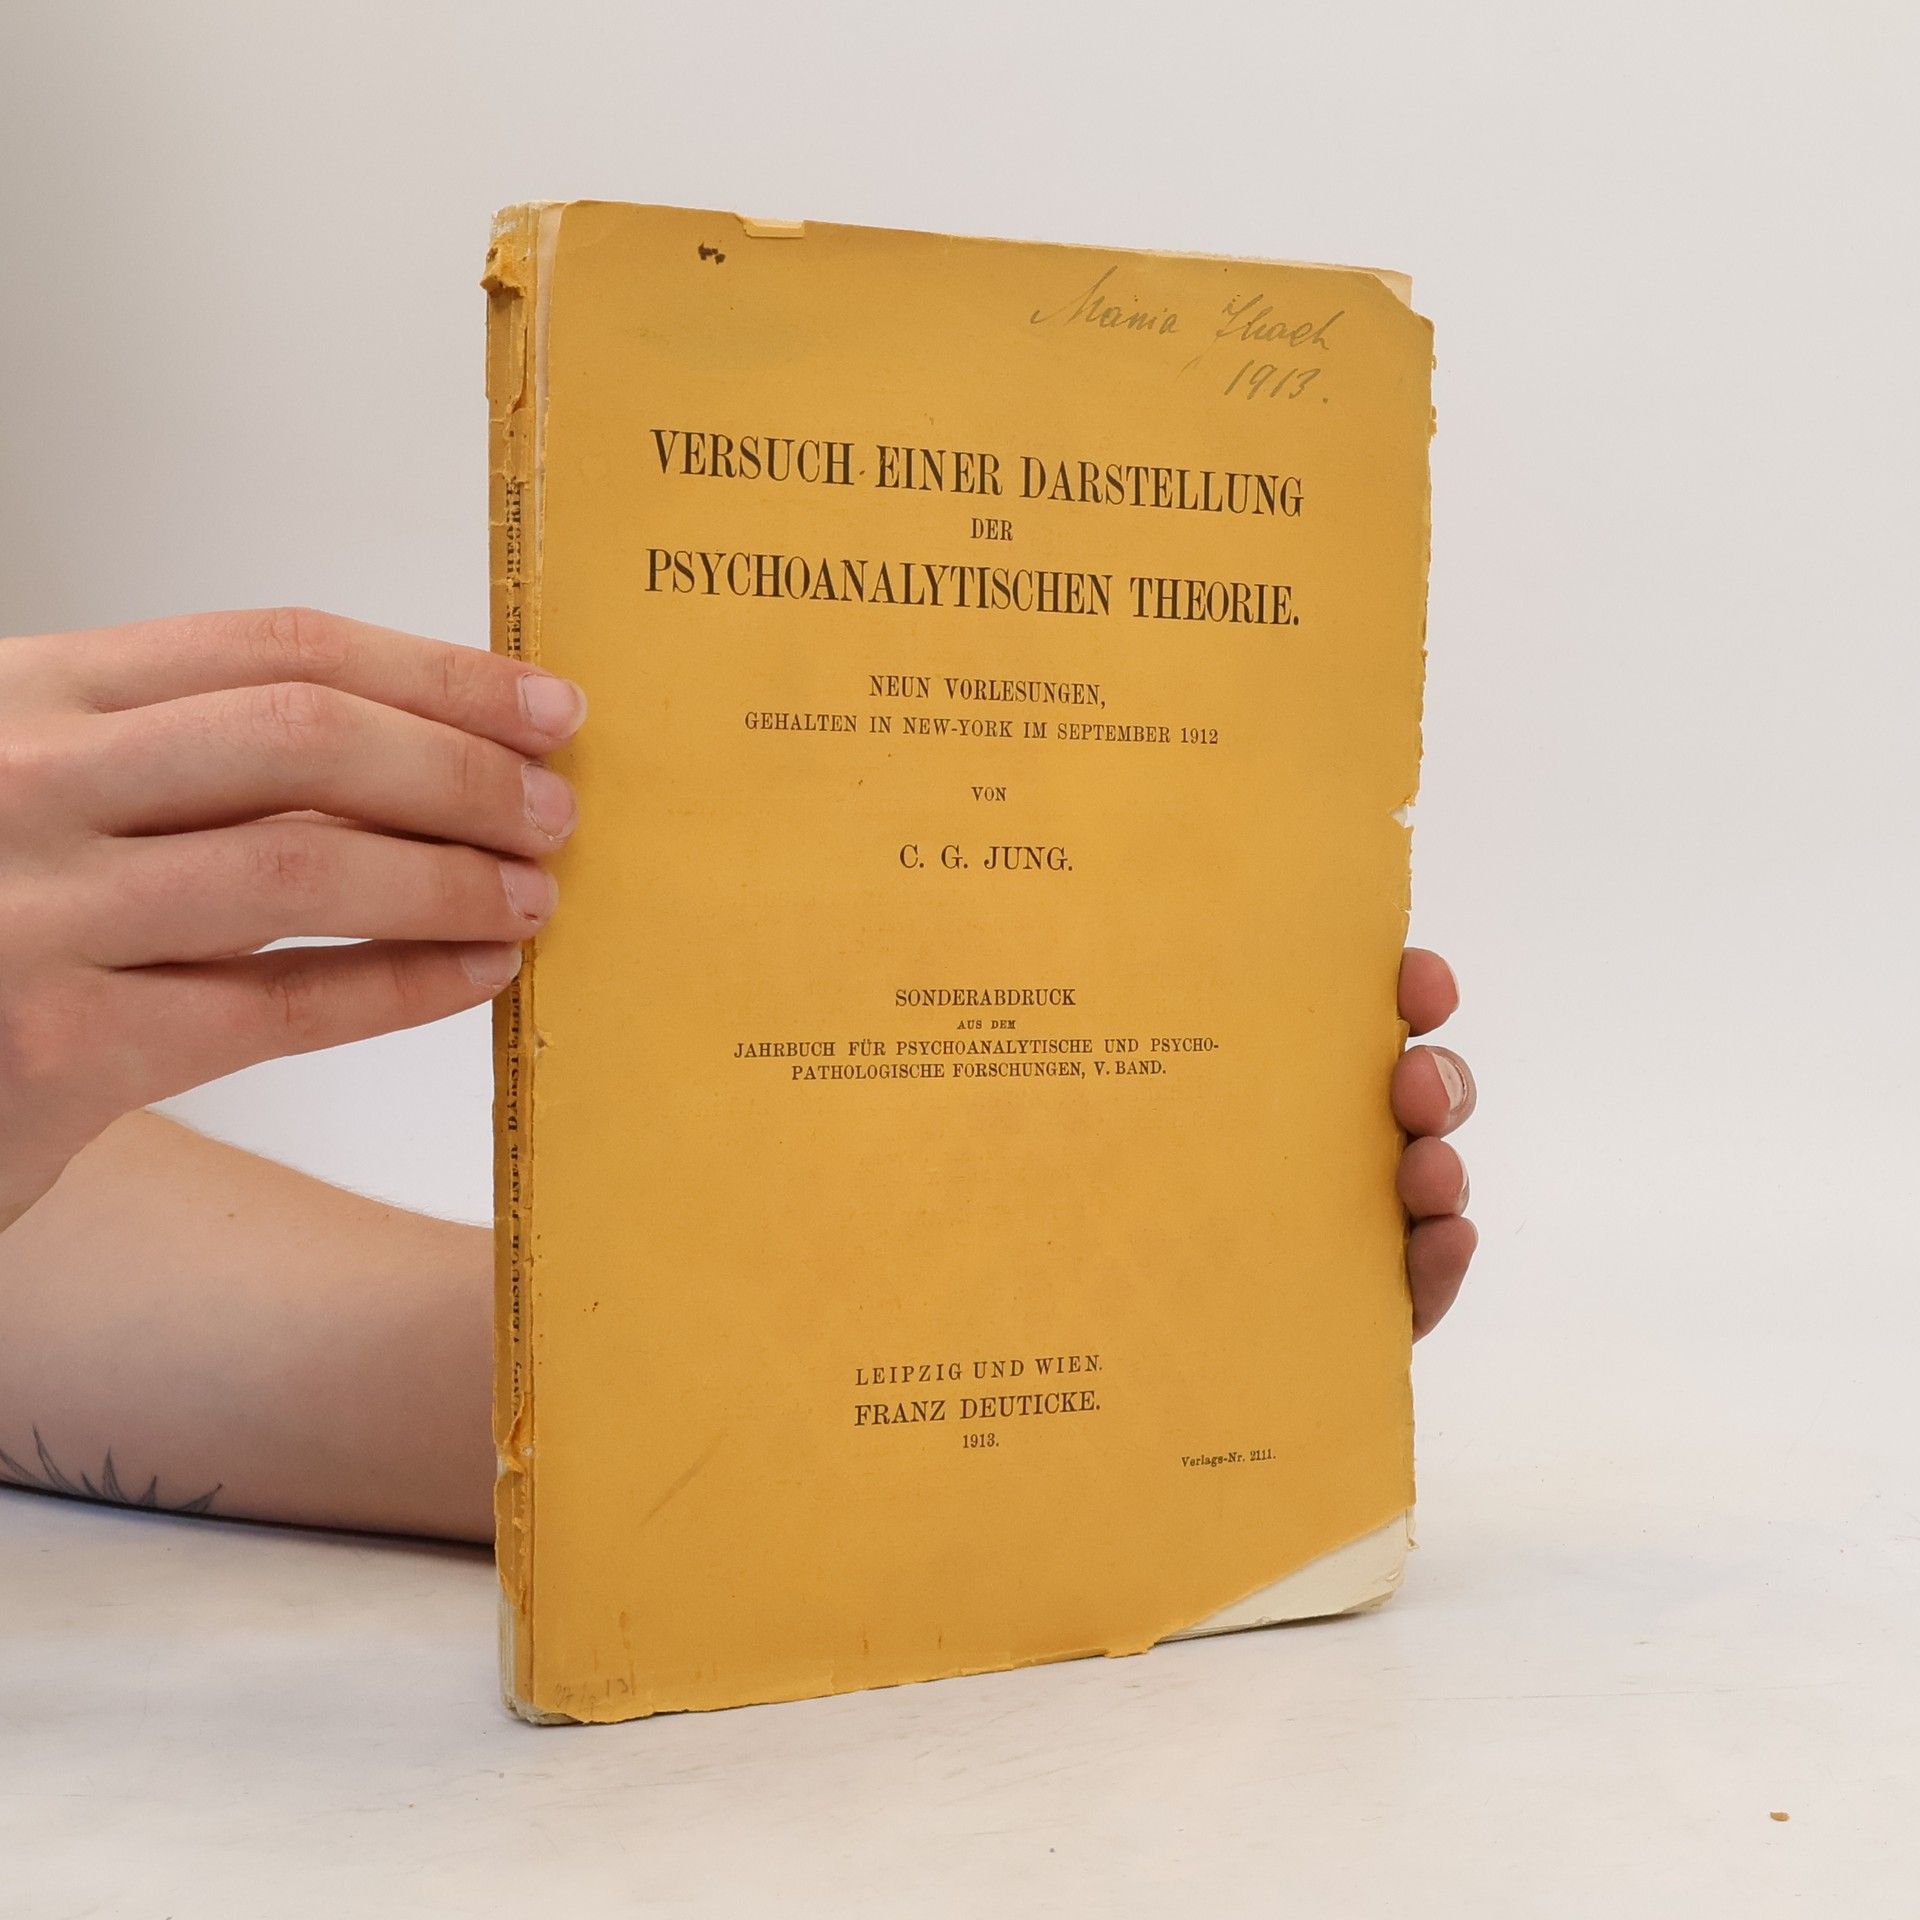 1913.
VERSUCH EINER DARSTELLUNG
DER
PSYCHOANALYTISCHEN THEORIE.
NEUN VORLESUNGEN,
GEHALTEN IN NEW-YORK IM SEPTEMBER 1912
VON
C. G. JUNG.
SONDERABDRUCK
AUS DEM
JAHRBUCH FÜR PSYCHOANALYTISCHE UND PSYCHO-
PATHOLOGISCHE FORSCHUNGEN, V. BAND.
LEIPZIG UND WIEN.
FRANZ DEUTICKE.
1913.
Verlags-Nr. 2111.